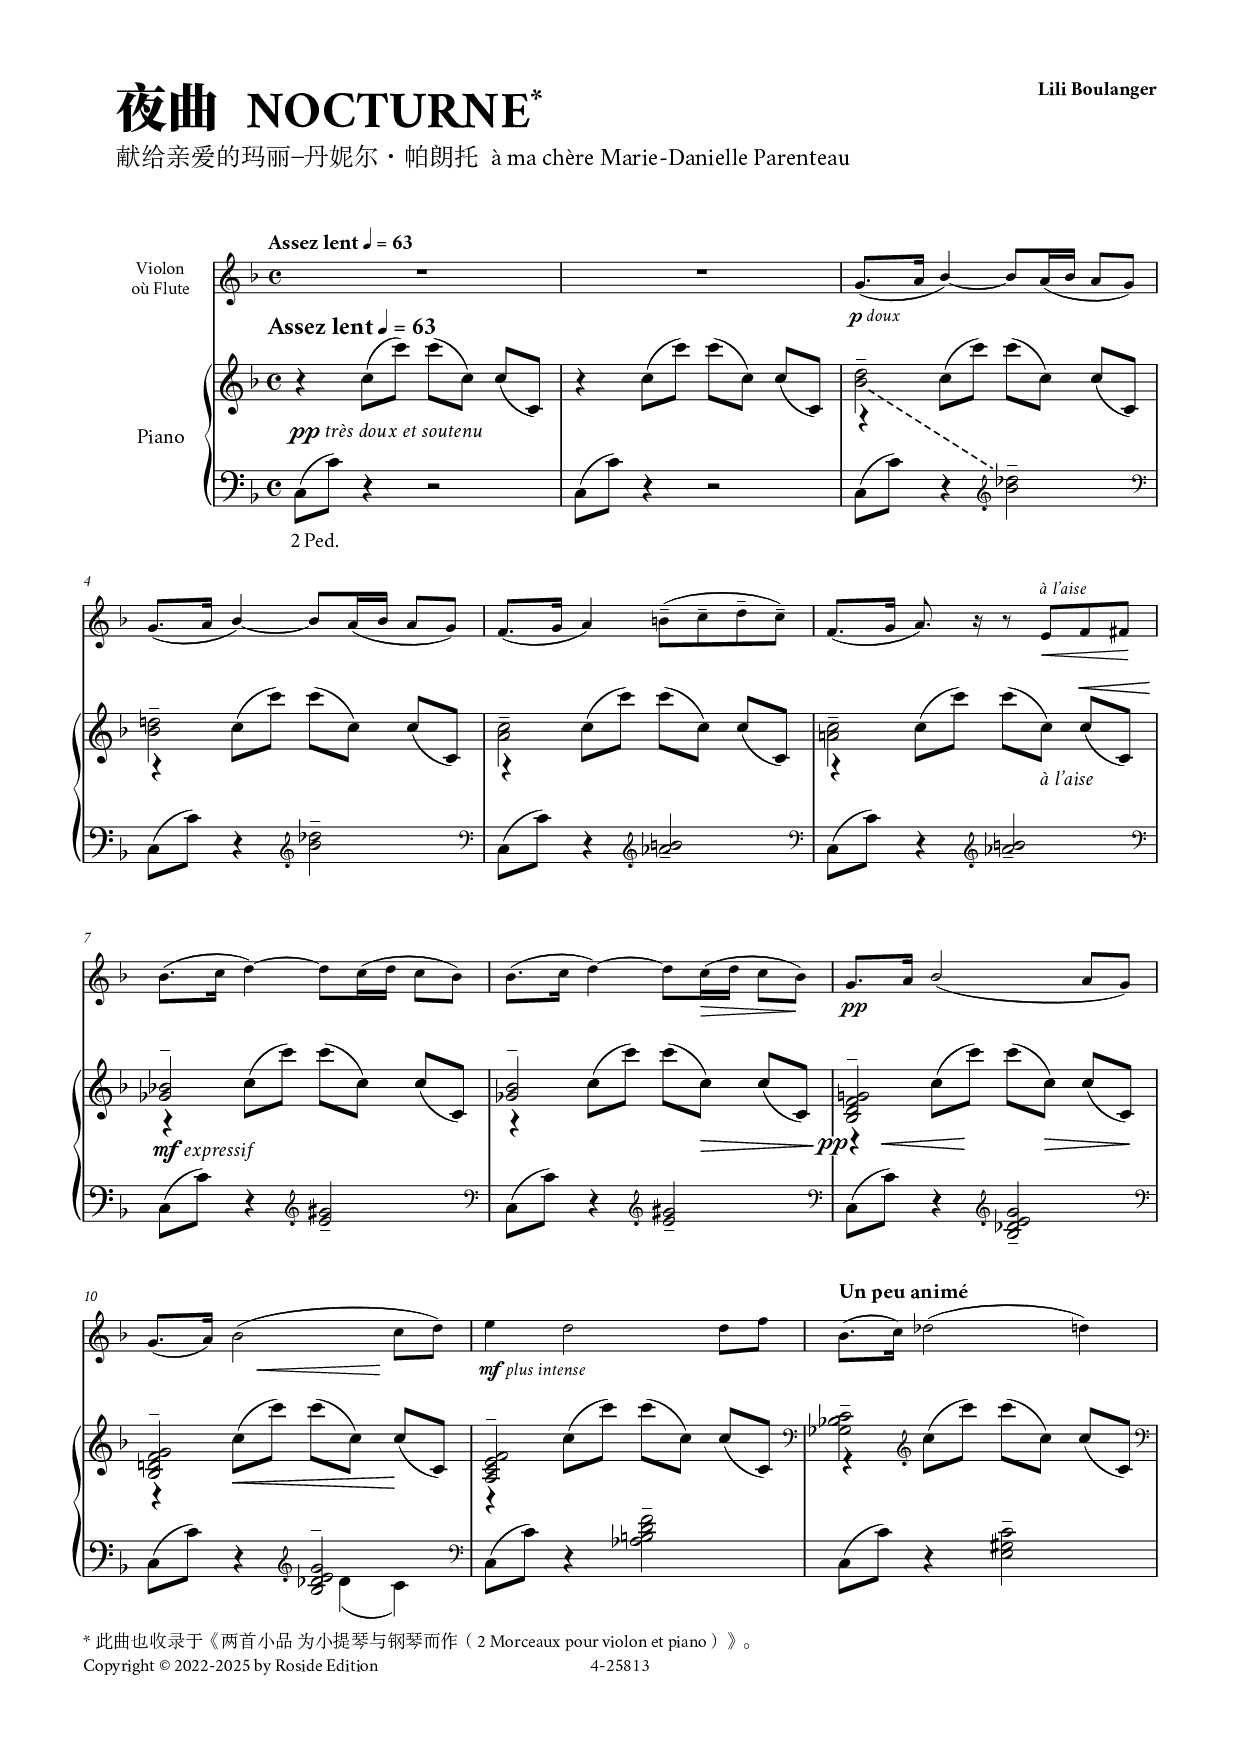 夜曲 NOCTURNE*
Lili Boulanger
献给亲爱的玛丽–丹妮尔·帕朗托 à ma chère Marie-Danielle Parenteau
Assez lent ♩ = 63
Violon
où Flute
p doux
Assez lent ♩ = 63
Piano
pp très doux et soutenu
2 Ped.
4
à l’aise
à l’aise
7
pp
mf expressif
pp
10
Un peu animé
mf plus intense
* 此曲也收录于《两首小品 为小提琴与钢琴而作（2 Morceaux pour violon et piano）》。
Copyright © 2022-2025 by Roside Edition
4-25813